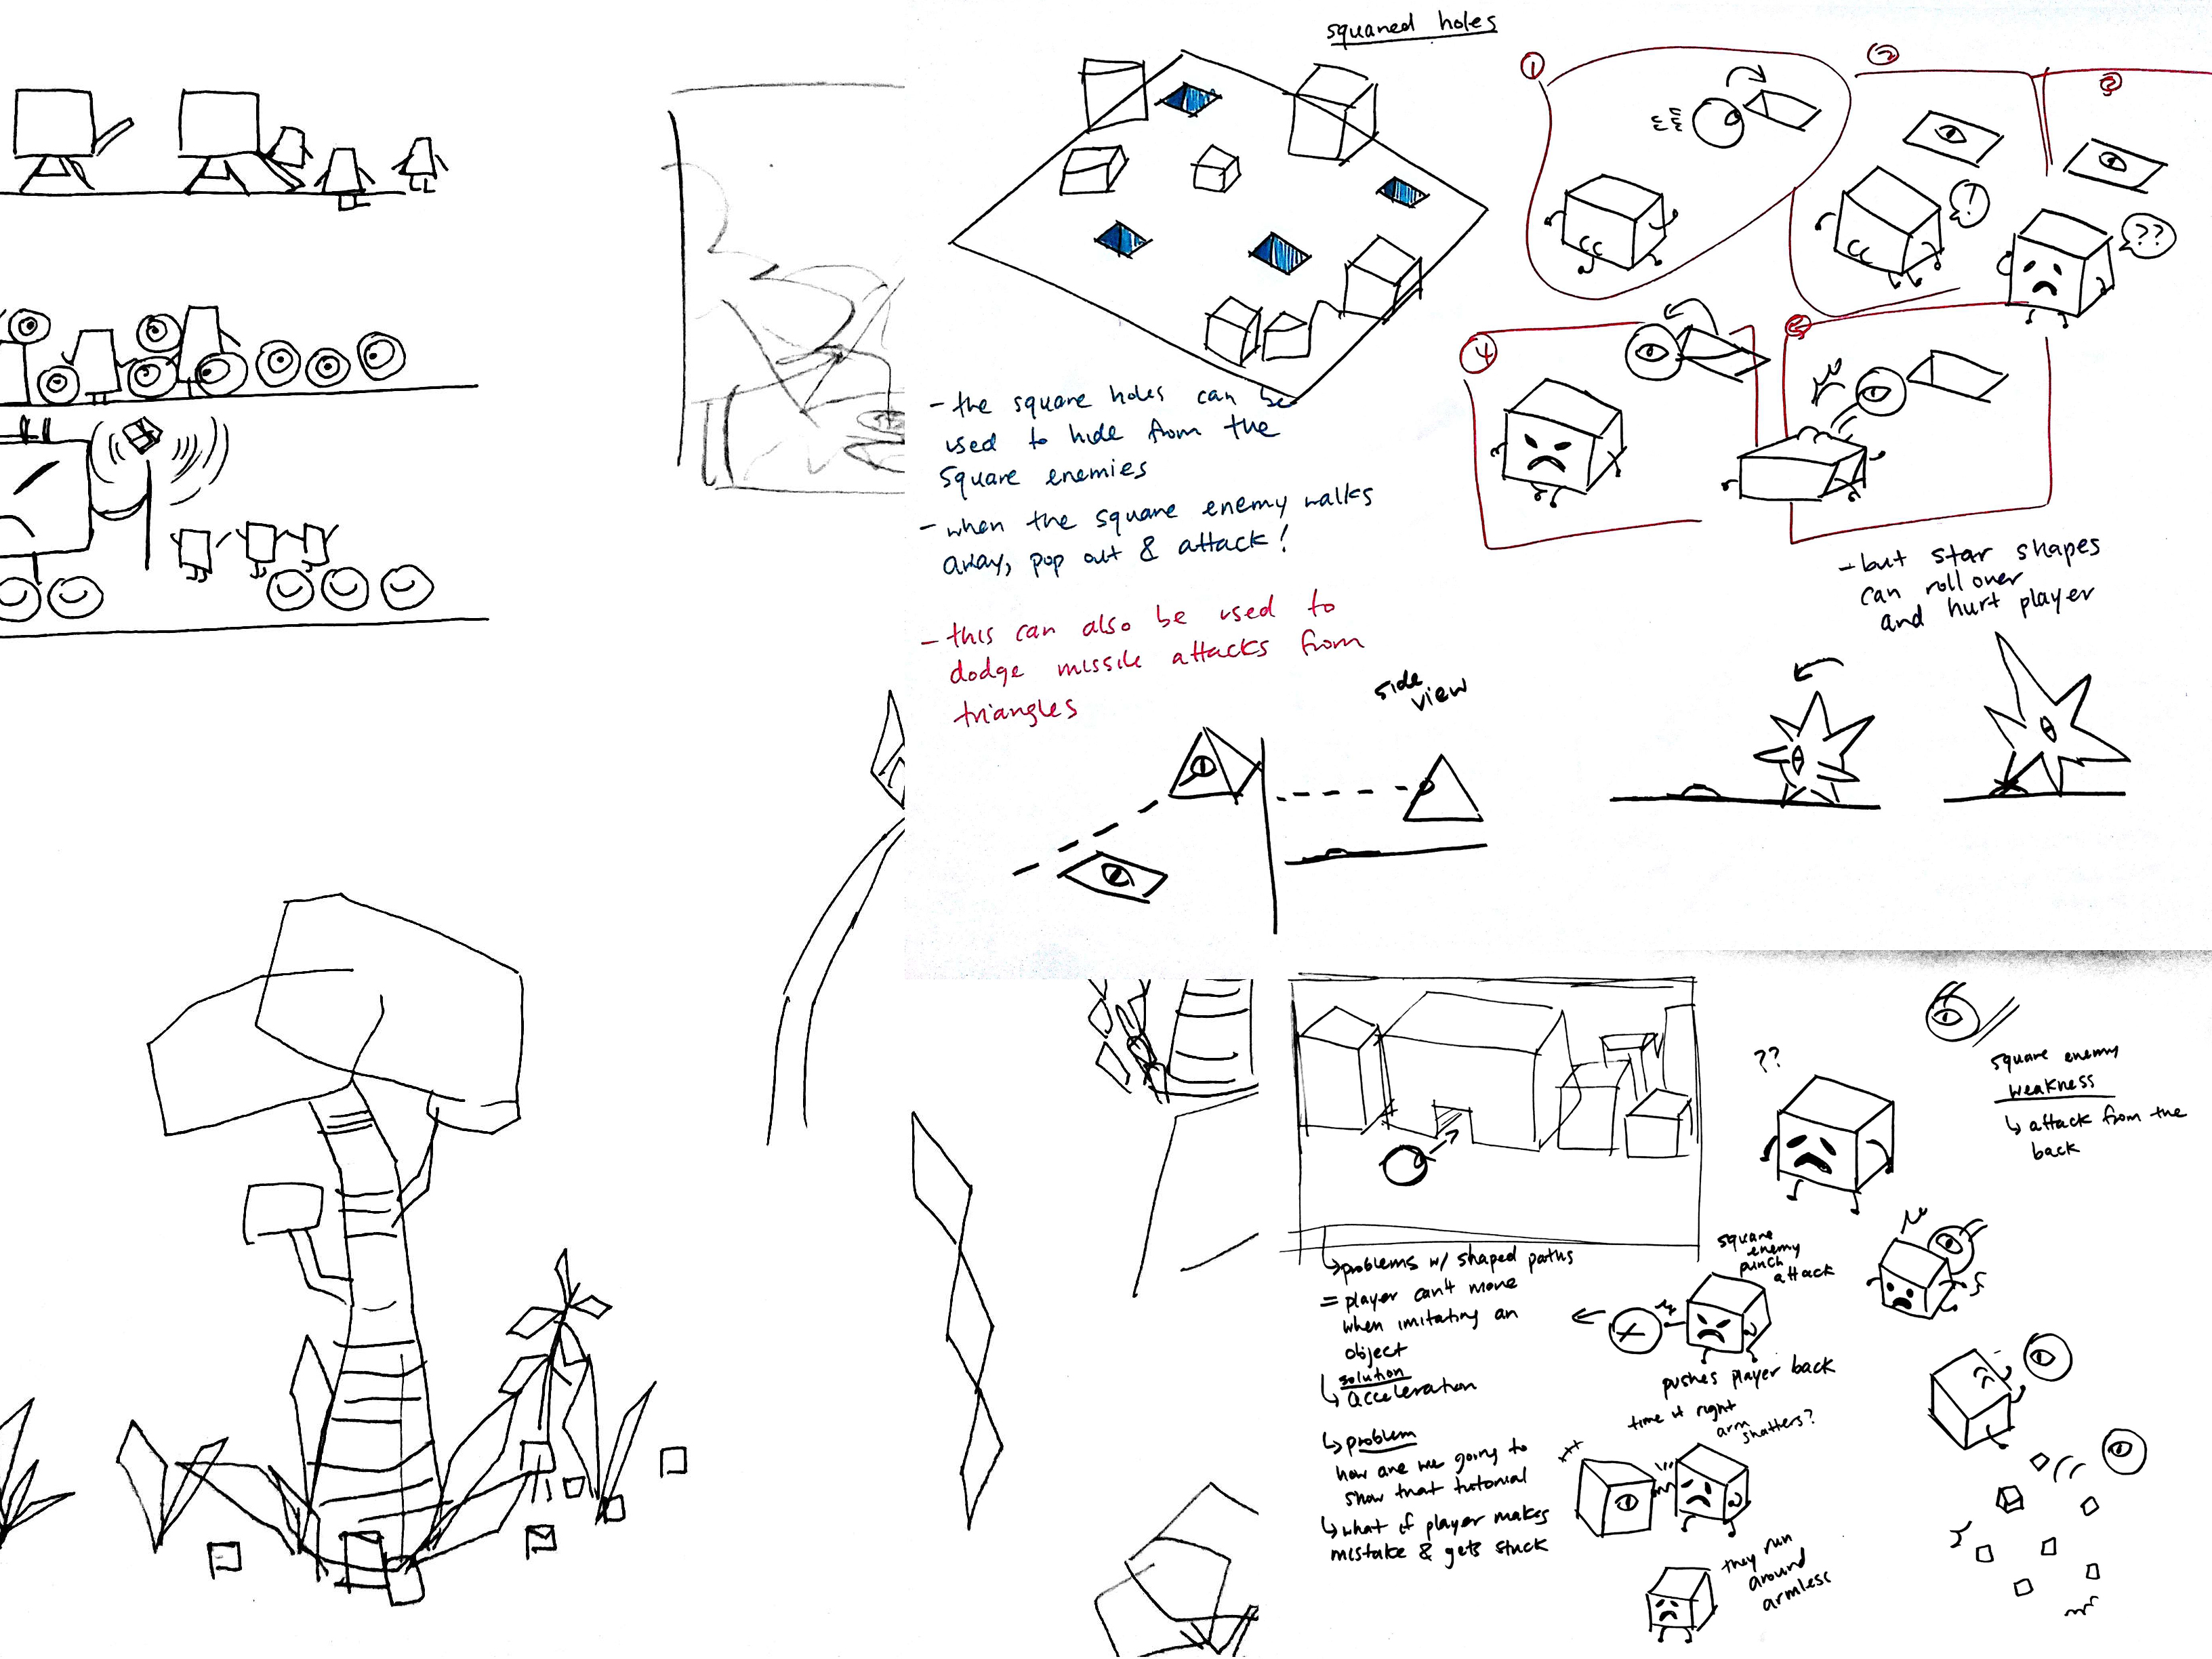 squared holes
1
2
3
!
??
4
5
- the square holes can be
used to hide from the
square enemies
- when the square enemy walks
away, pop out & attack!
- this can also be used to
dodge missile attacks from
triangles
- but star shapes
can roll over
and hurt player
side
view
??
square enemy
weakness
↳ attack from the
back
↳ problems w/ shaped paths
= player can't move
when imitating an
object
↳ solution
acceleration
↳ problem
how are we going to
show that tutorial
↳ what if player makes
mistake & gets stuck
square
enemy
punch
attack
pushes player back
time it right
arm
shatters?
they run
around
armless